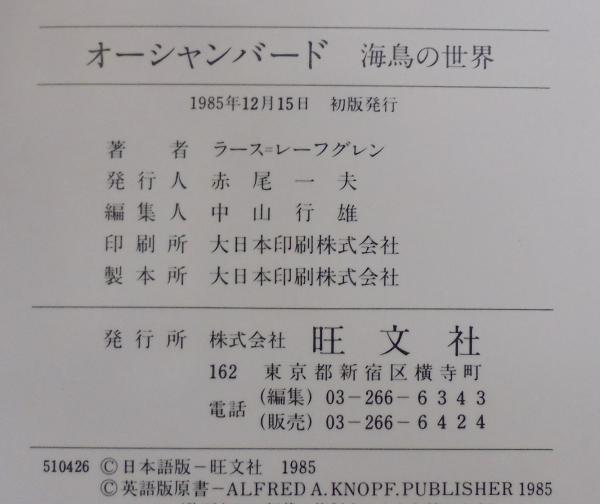 オーシャンバード 海鳥の世界
1985年12月15日 初版発行
著者 ラース=レーフグレン
発行人 赤尾一夫
編集人 中山行雄
印刷所 大日本印刷株式会社
製本所 大日本印刷株式会社
発行所 株式会社 旺文社
162 東京都新宿区横寺町
電話 (編集) 03-266-6343
(販売) 03-266-6424
510426 ©日本語版-旺文社 1985
©英語版原書-ALFRED A.KNOPF.PUBLISHER 1985